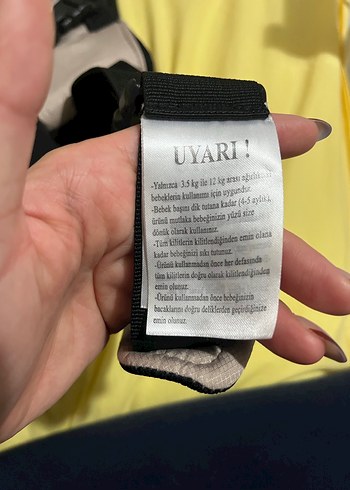 UYARI !
-Yalnızca 3.5 kg ile 12 kg arası ağırlıktaki
bebeklerin kullanımı için uygundur.
-Bebek başını dik tutana kadar (4-5 aylık),
ürünü mutlaka bebeğinizin yüzü size
dönük olarak kullanınız.
-Tüm kilitlerin kilitlendiğinden emin olana
kadar bebeğinizi sıkı tutunuz.
-Ürünü kullanmadan önce her defasında
tüm kilitlerin doğru olarak kilitlendiğinden
emin olunuz.
-Ürünü kullanmadan önce bebeğinizin
bacaklarını doğru deliklerden geçirdiğinize
emin olunuz.